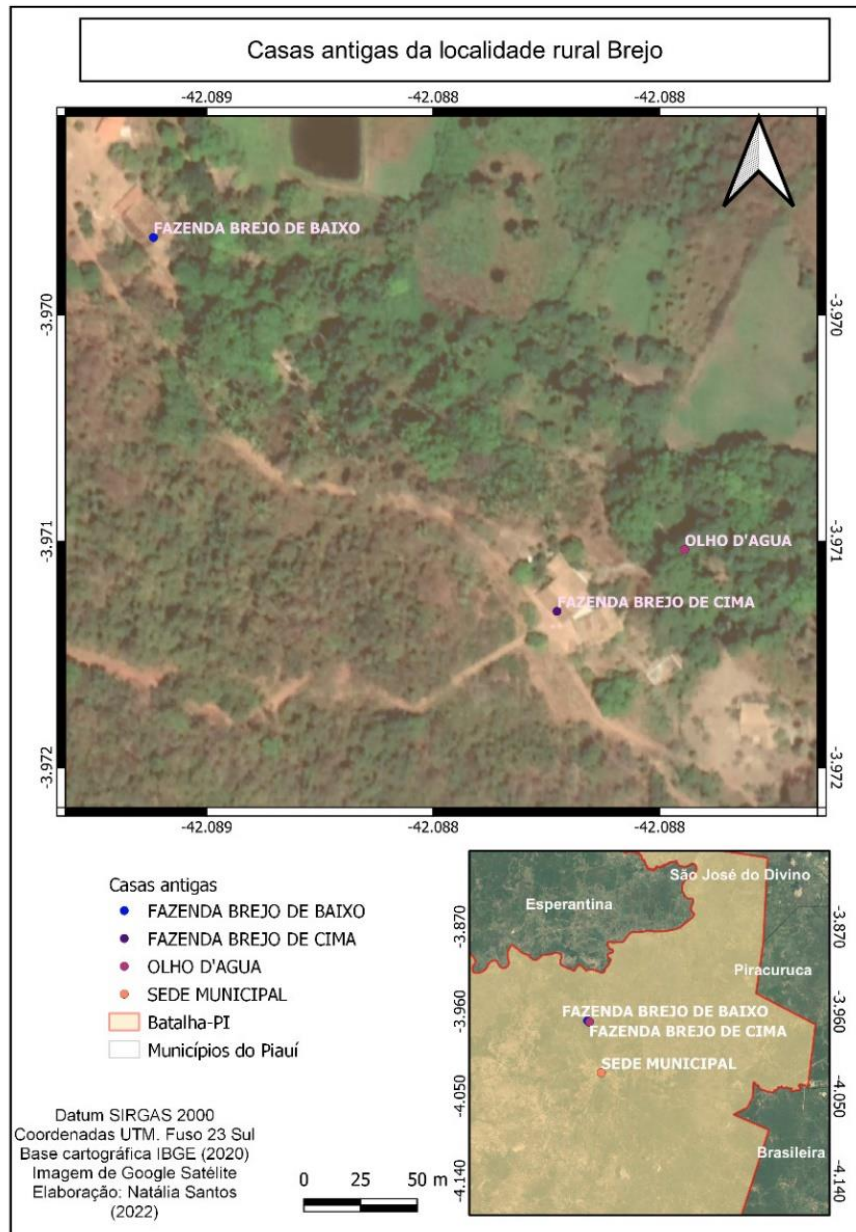 Casas antigas da localidade rural Brejo
-42.089 -42.088 -42.088
FAZENDA BREJO DE BAIXO
-3.970 -3.970
-3.971 -3.971
OLHO D'AGUA
FAZENDA BREJO DE CIMA
-3.972 -3.972
-42.089 -42.088 -42.088
Casas antigas
FAZENDA BREJO DE BAIXO
FAZENDA BREJO DE CIMA
OLHO D'AGUA
SEDE MUNICIPAL
Batalha-PI
Municípios do Piauí
Datum SIRGAS 2000
Coordenadas UTM. Fuso 23 Sul
Base cartográfica IBGE (2020)
Imagem de Google Satélite
Elaboração: Natália Santos
(2022)
0 25 50 m
São José do Divino
Esperantina
-3.870 -3.870
Piracuruca
-3.960 -3.960
FAZENDA BREJO DE BAIXO
FAZENDA BREJO DE CIMA
SEDE MUNICIPAL
-4.050 -4.050
Brasileira
-4.140 -4.140